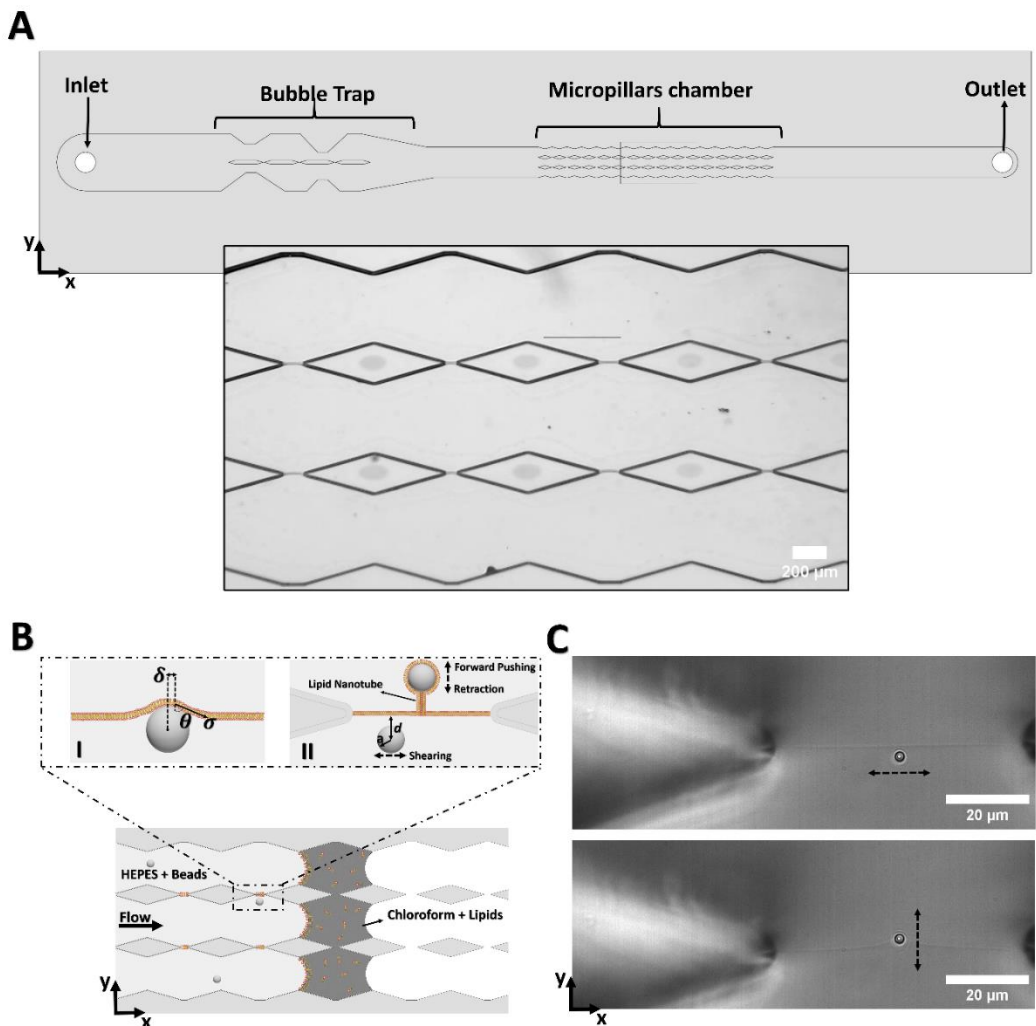 A
Inlet
Bubble Trap
Micropillars chamber
Outlet
y
x
200 µm
B
δ
θ
σ
I
Lipid Nanotube
Forward Pushing
Retraction
d
a
Shearing
II
HEPES + Beads
Flow
Chloroform + Lipids
y
x
C
20 µm
20 µm
y
x